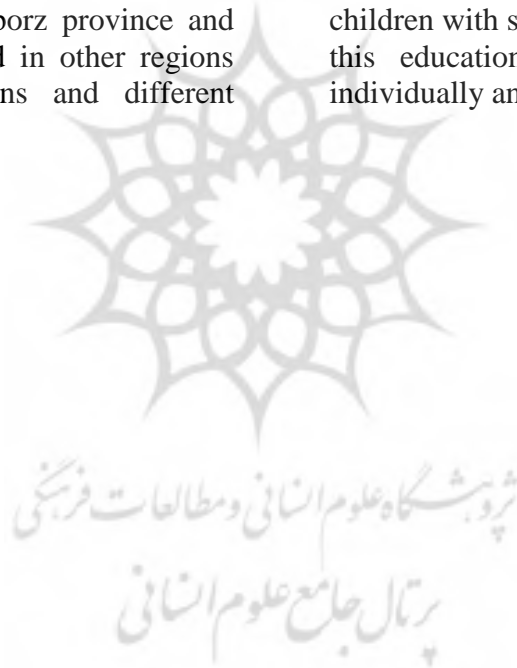 porz province and
d in other regions
ns and different
children with s
this education
individually an
پژوهشگاه علوم انسانی و مطالعات فرهنگی
پرتال جامع علوم انسانی